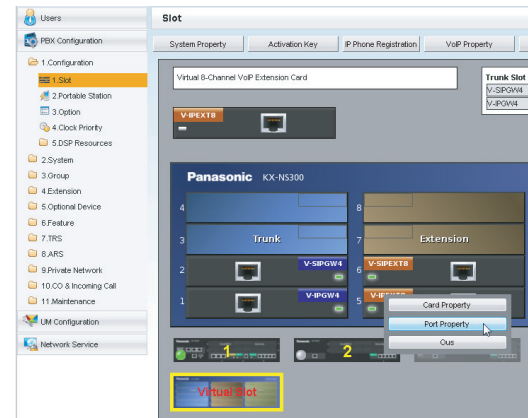 Users
PBX Configuration
1.Configuration
1.Slot
2.Portable Station
3.Option
4.Clock Priority
5.DSP Resources
2.System
3.Group
4.Extension
5.Optional Device
6.Feature
7.TRS
8.ARS
9.Private Network
10.CO & Incoming Call
11.Maintenance
UM Configuration
Network Service
Slot
System Property
Activation Key
IP Phone Registration
VoIP Property
Virtual 8-Channel VoIP Extension Card
Trunk Slot
V-SIPGW4
V-IPGW4
V-IPEXT8
Panasonic KX-NS300
4
8
3 Trunk
7 Extension
2 V-SIPGW4
6 V-SIPEXT8
1 V-IPGW4
5
Card Property
Port Property
Ous
1
2
Virtual Slot